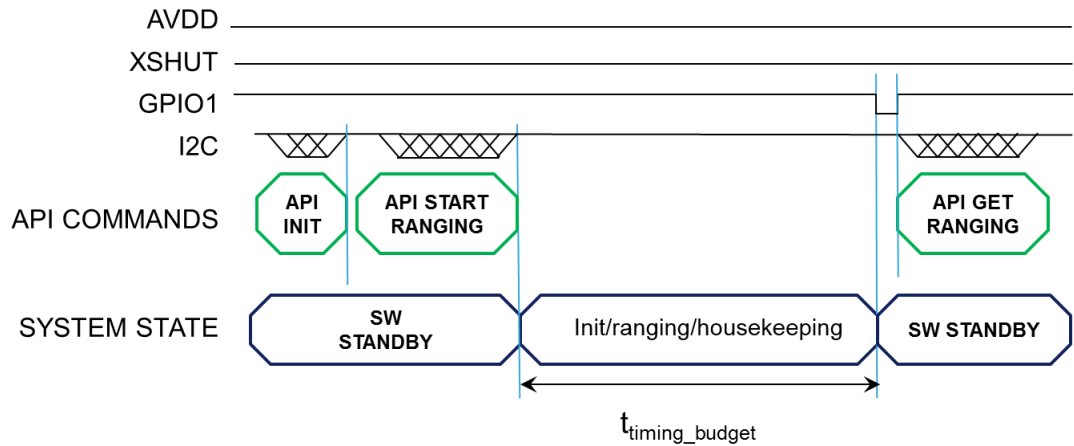 AVDD
XSHUT
GPIO1
I2C
API COMMANDS
API
INIT
API START
RANGING
API GET
RANGING
SYSTEM STATE
SW
STANDBY
Init/ranging/housekeeping
SW STANDBY
ttiming_budget